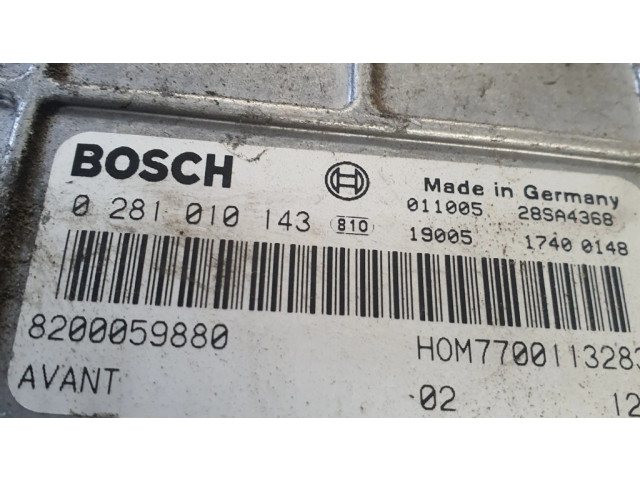 BOSCH Made in Germany
0 281 010 143 810 011005 28SA4368
19005 1740 0148
8200059880 HOM7700113283
AVANT 02 12